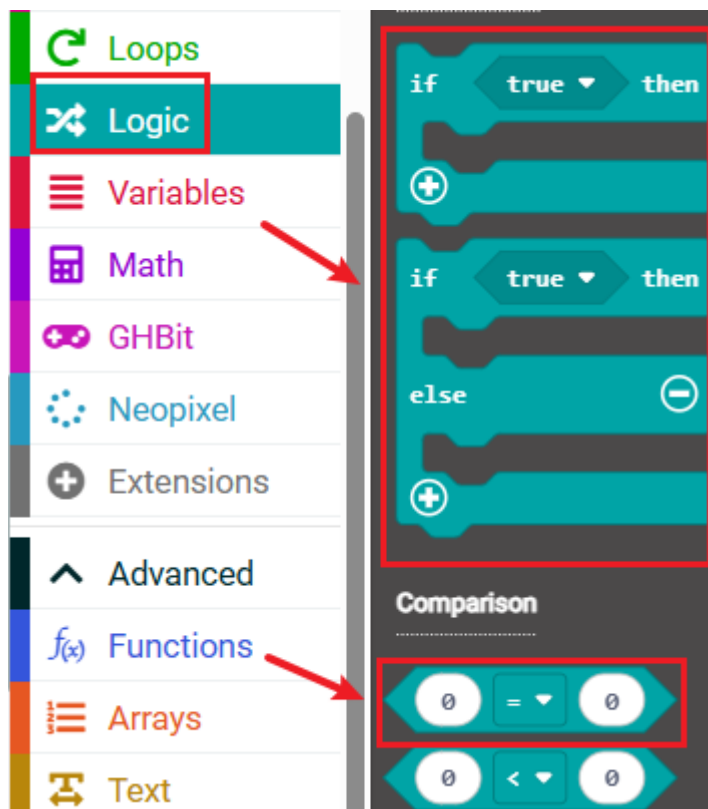 Loops
Logic
Variables
Math
GHBit
Neopixel
Extensions
Advanced
f(x) Functions
Arrays
Text
if true then
if true then
else
Comparison
0 = 0
0 < 0